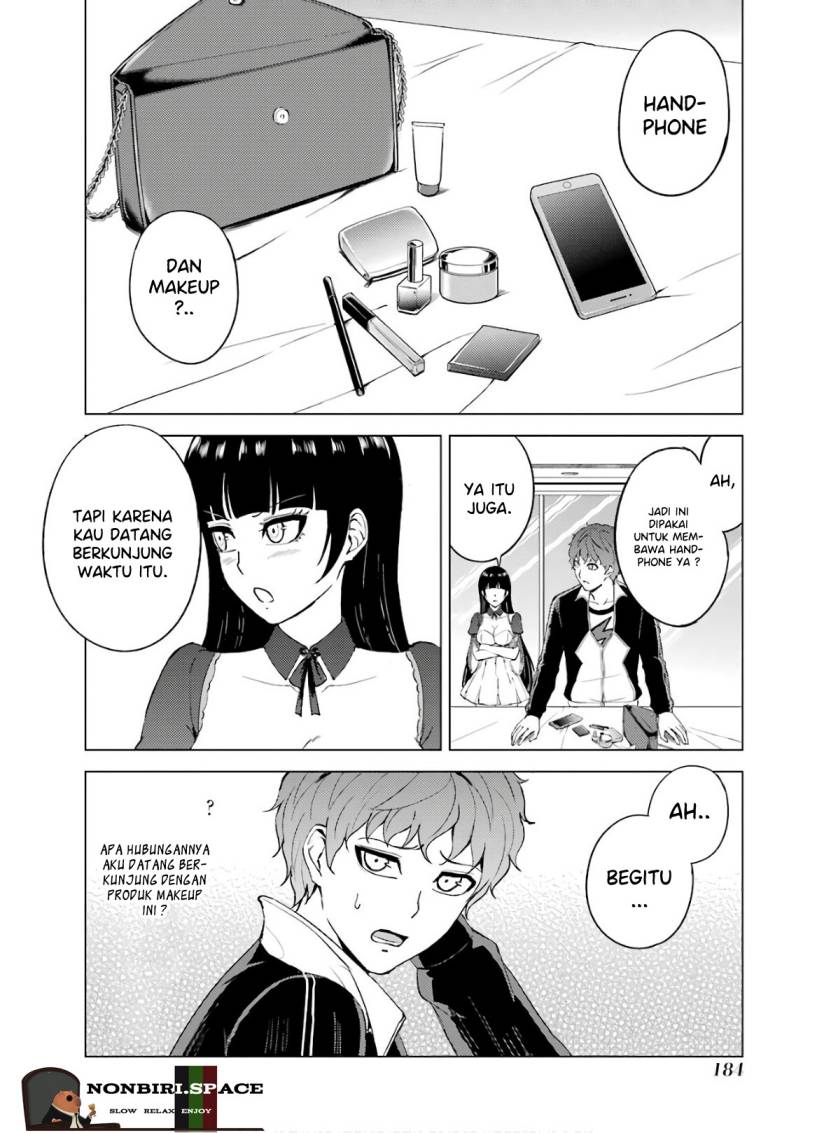 HAND-
PHONE
DAN
MAKEUP
?..
AH,
JADI INI
DIPAKAI
UNTUK MEM-
BAWA HAND-
PHONE YA ?
YA ITU
JUGA.
TAPI KARENA
KAU DATANG
BERKUNJUNG
WAKTU ITU.
AH..
BEGITU
...
?
APA HUBUNGANNYA
AKU DATANG BER-
KUNJUNG DENGAN
PRODUK MAKEUP
INI ?
184
NONBIRI.SPACE
SLOW RELAX ENJOY